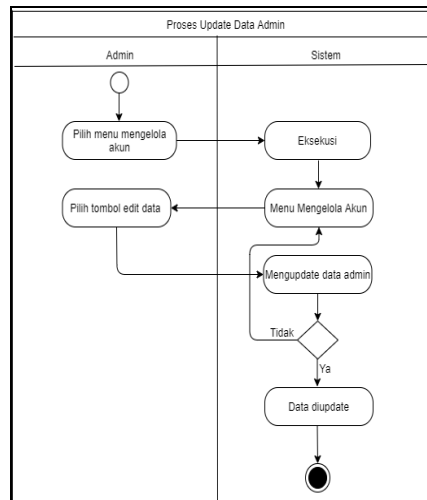 Proses Update Data Admin
Admin
Sistem
Pilih menu mengelola
akun
Eksekusi
Pilih tombol edit data
Menu Mengelola Akun
Mengupdate data admin
Tidak
Ya
Data diupdate